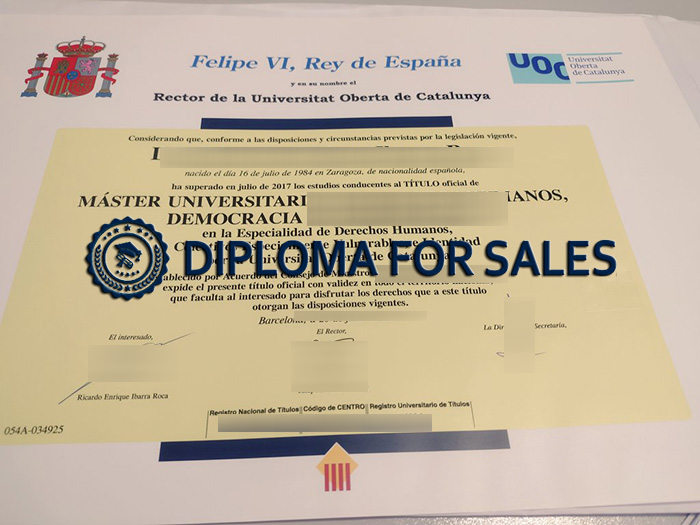 Felipe VI, Rey de España
y en su nombre el
Rector de la Universitat Oberta de Catalunya
UOC
Universitat
Oberta
de Catalunya
Considerando que, conforme a las disposiciones y circunstancias previstas por la legislación vigente,
nacido el día 16 de julio de 1984 en Zaragoza, de nacionalidad española,
ha superado en julio de 2017 los estudios conducentes al TÍTULO oficial de
MÁSTER UNIVERSITARI
DEMOCRACIA
en la Especialidad de Derechos Humanos,
DIPLOMA FOR SALES
expide el presente título oficial con validez en todo el
que faculta al interesado para disfrutar los derechos que a este título
otorgan las disposiciones vigentes.
Barcelona,
El interesado,
El Rector,
La Secretaría,
Ricardo Enrique Ibarra Roca
Registro Nacional de Títulos Código de CENTRO Registro Universitario de Títulos
054A-034925